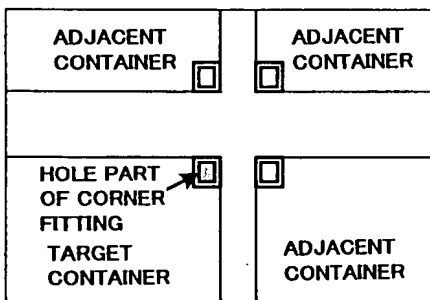 ADJACENT
CONTAINER
ADJACENT
CONTAINER
HOLE PART
OF CORNER
FITTING
TARGET
CONTAINER
ADJACENT
CONTAINER